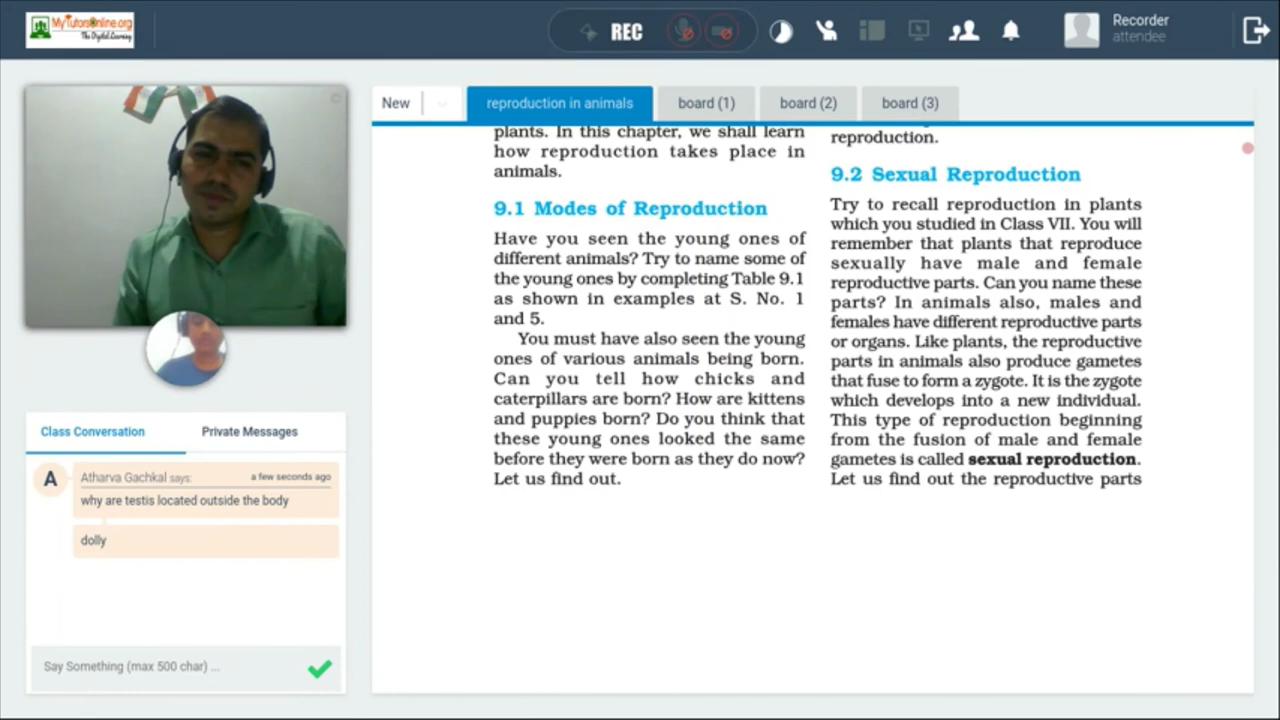 MyTutorsOnline.org
The Digital Learning
REC
Recorder
attendee
New
reproduction in animals
board (1)
board (2)
board (3)
plants. In this chapter, we shall learn
how reproduction takes place in
animals.
9.1 Modes of Reproduction
Have you seen the young ones of
different animals? Try to name some of
the young ones by completing Table 9.1
as shown in examples at S. No. 1
and 5.
You must have also seen the young
ones of various animals being born.
Can you tell how chicks and
caterpillars are born? How are kittens
and puppies born? Do you think that
these young ones looked the same
before they were born as they do now?
Let us find out.
reproduction.
9.2 Sexual Reproduction
Try to recall reproduction in plants
which you studied in Class VII. You will
remember that plants that reproduce
sexually have male and female
reproductive parts. Can you name these
parts? In animals also, males and
females have different reproductive parts
or organs. Like plants, the reproductive
parts in animals also produce gametes
that fuse to form a zygote. It is the zygote
which develops into a new individual.
This type of reproduction beginning
from the fusion of male and female
gametes is called sexual reproduction.
Let us find out the reproductive parts
Class Conversation
Private Messages
A
Atharva Gachkal says:
a few seconds ago
why are testis located outside the body
dolly
Say Something (max 500 char) ...